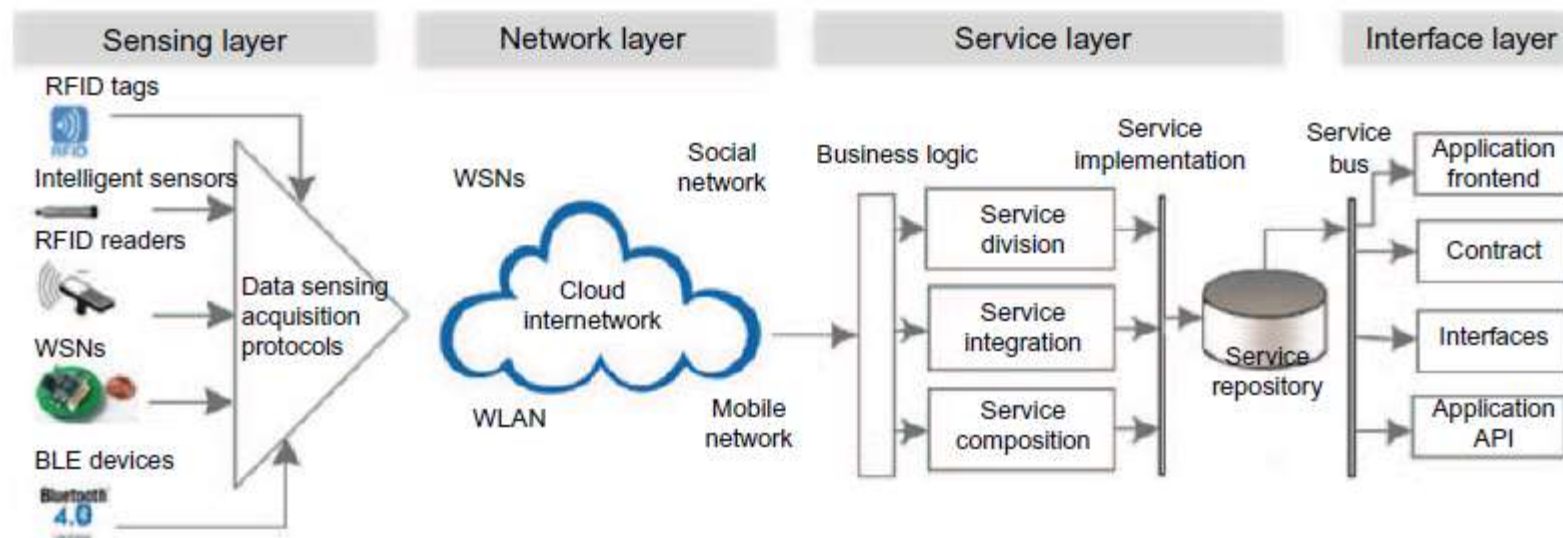 Sensing layer
Network layer
Service layer
Interface layer
RFID tags
RFID
Intelligent sensors
RFID readers
WSNs
BLE devices
Bluetooth
4.0
Data sensing
acquisition
protocols
WSNs
Social
network
Cloud
internetwork
WLAN
Mobile
network
Business logic
Service
division
Service
integration
Service
composition
Service
implementation
Service
repository
Service
bus
Application
frontend
Contract
Interfaces
Application
API